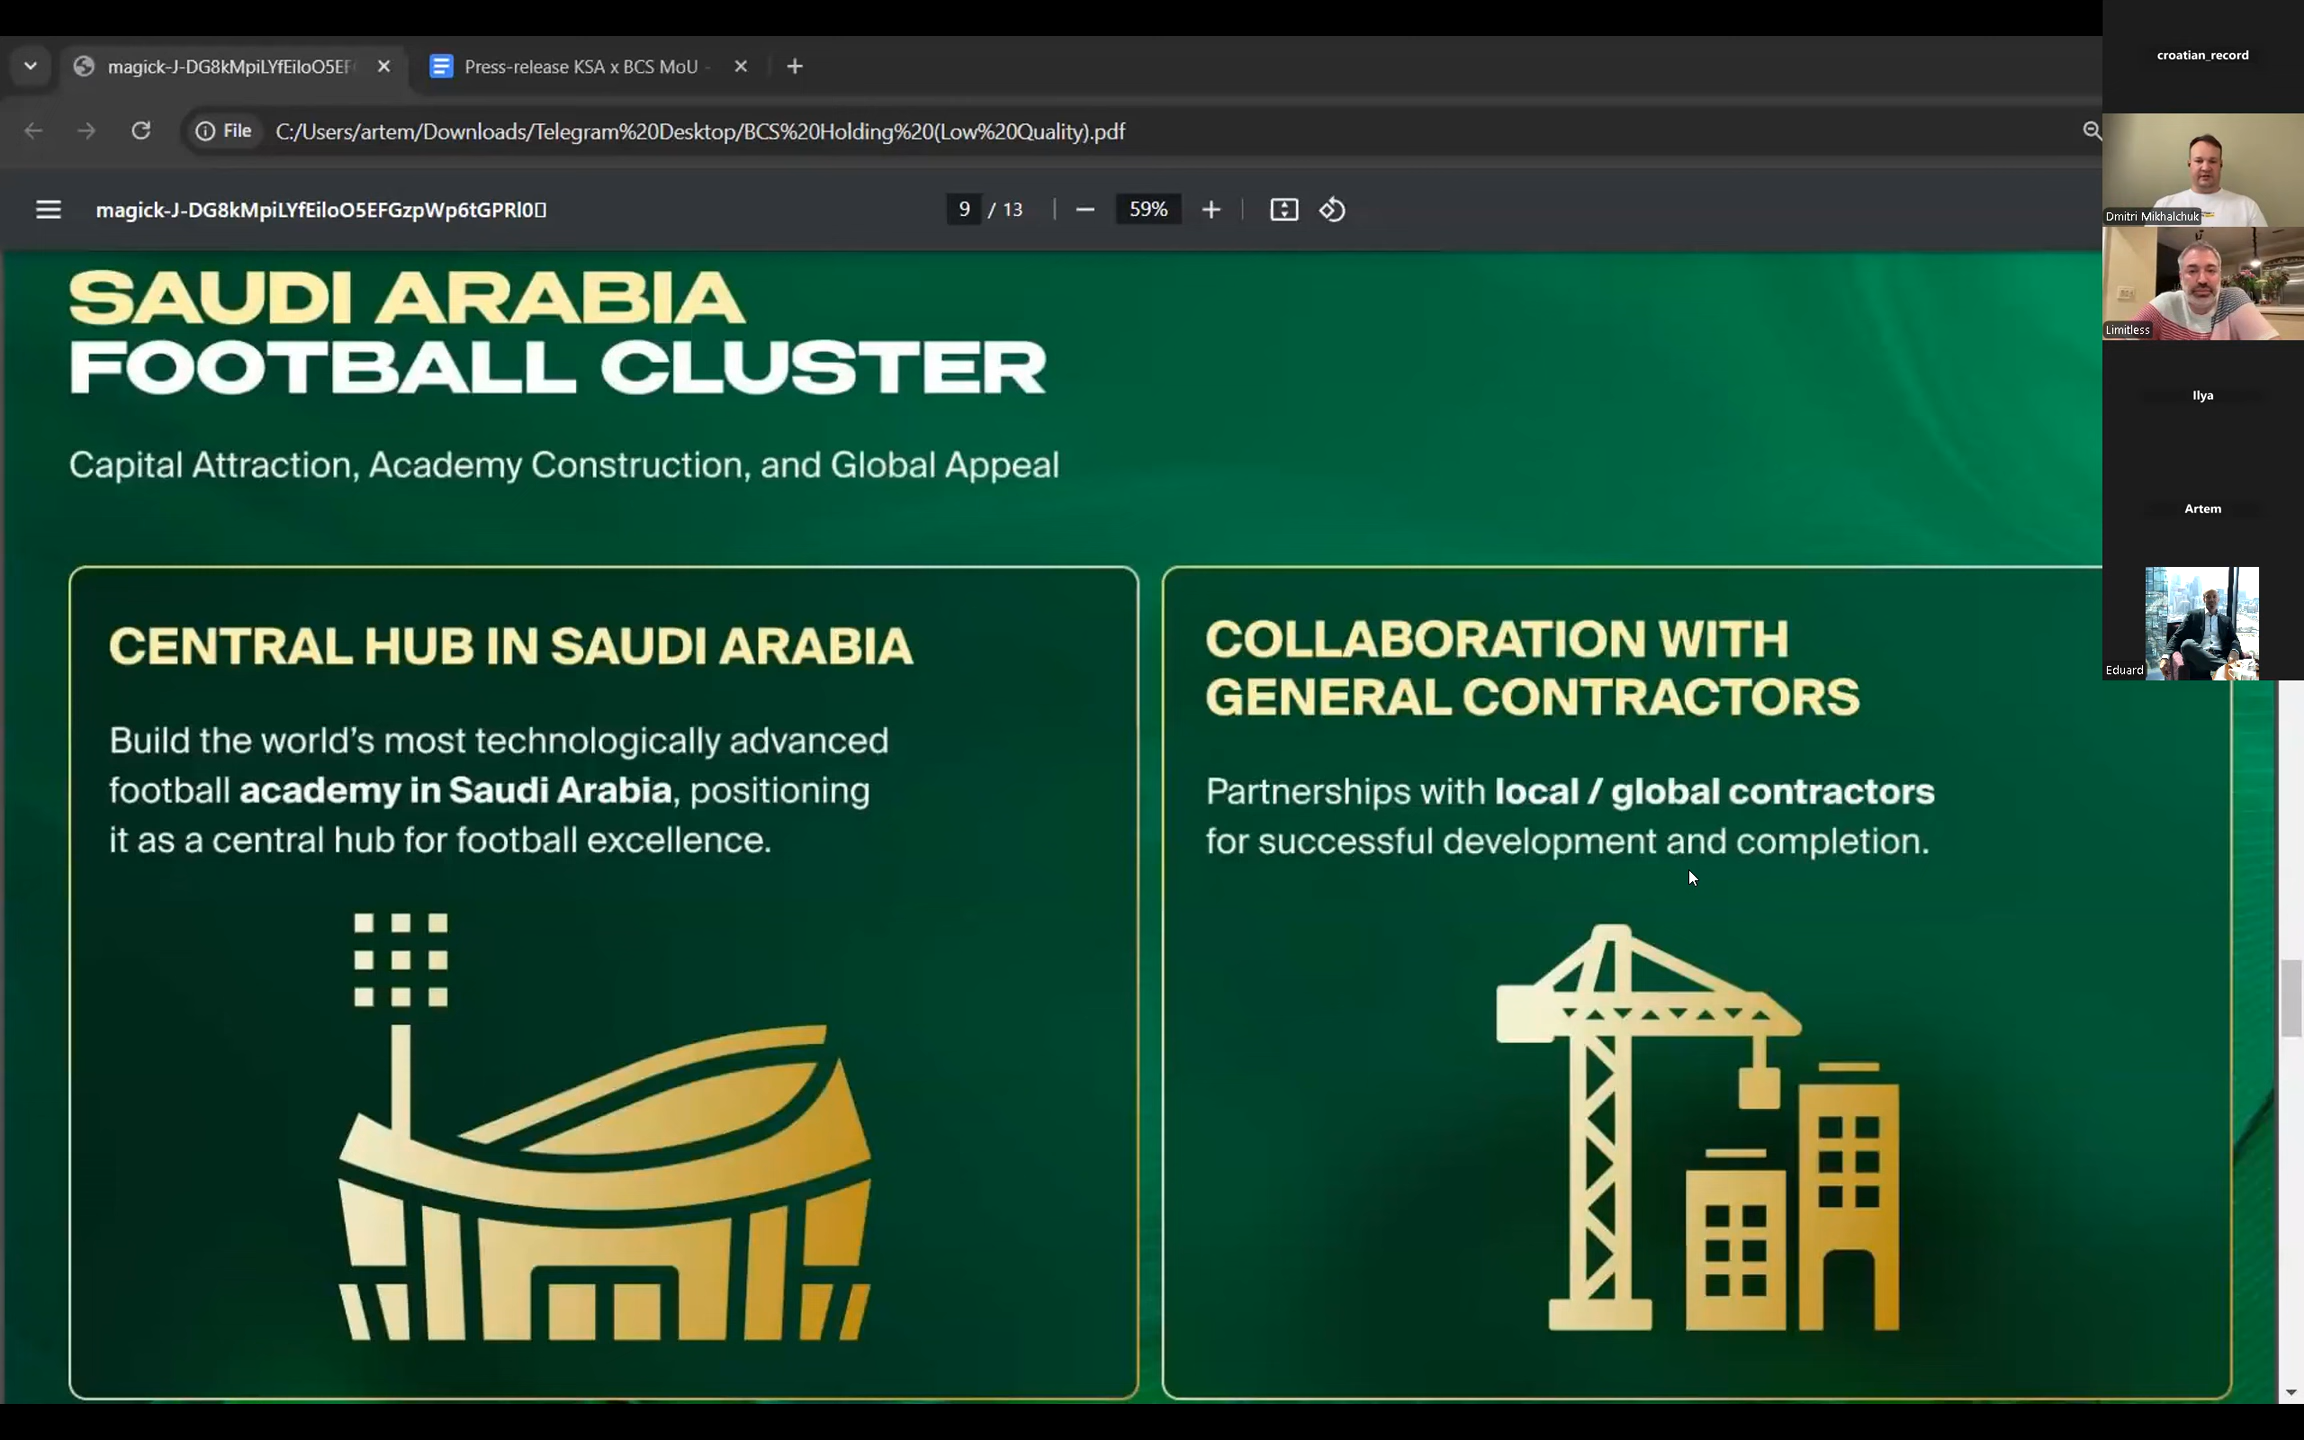 magick-J-DG8kMpiLYfEiloO5EF
Press-release KSA x BCS MoU -
File
C:/Users/artem/Downloads/Telegram%20Desktop/BCS%20Holding%20(Low%20Quality).pdf
magick-J-DG8kMpiLYfEiloO5EFGzpWp6tGPRl0
9 / 13
59%
SAUDI ARABIA
FOOTBALL CLUSTER
Capital Attraction, Academy Construction, and Global Appeal
CENTRAL HUB IN SAUDI ARABIA
Build the world’s most technologically advanced
football academy in Saudi Arabia, positioning
it as a central hub for football excellence.
COLLABORATION WITH
GENERAL CONTRACTORS
Partnerships with local / global contractors
for successful development and completion.
croatian_record
Dmitri Mikhalchuk
Limitless
Ilya
Artem
Eduard